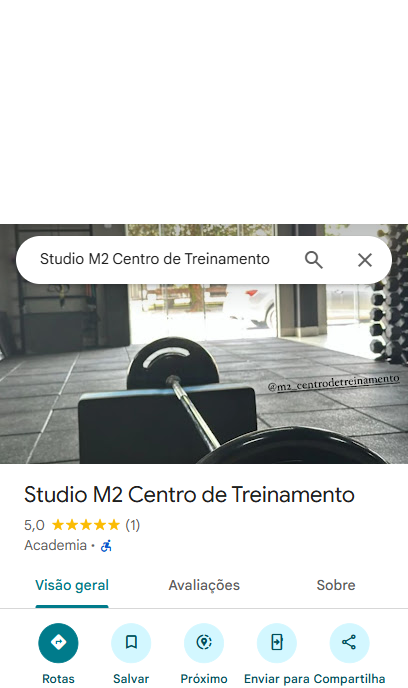 Studio M2 Centro de Treinamento
@m2_centrodetreinamento
Studio M2 Centro de Treinamento
5,0 ★★★★★ (1)
Academia ·
Visão geral Avaliações Sobre
Rotas Salvar Próximo Enviar para Compartilha